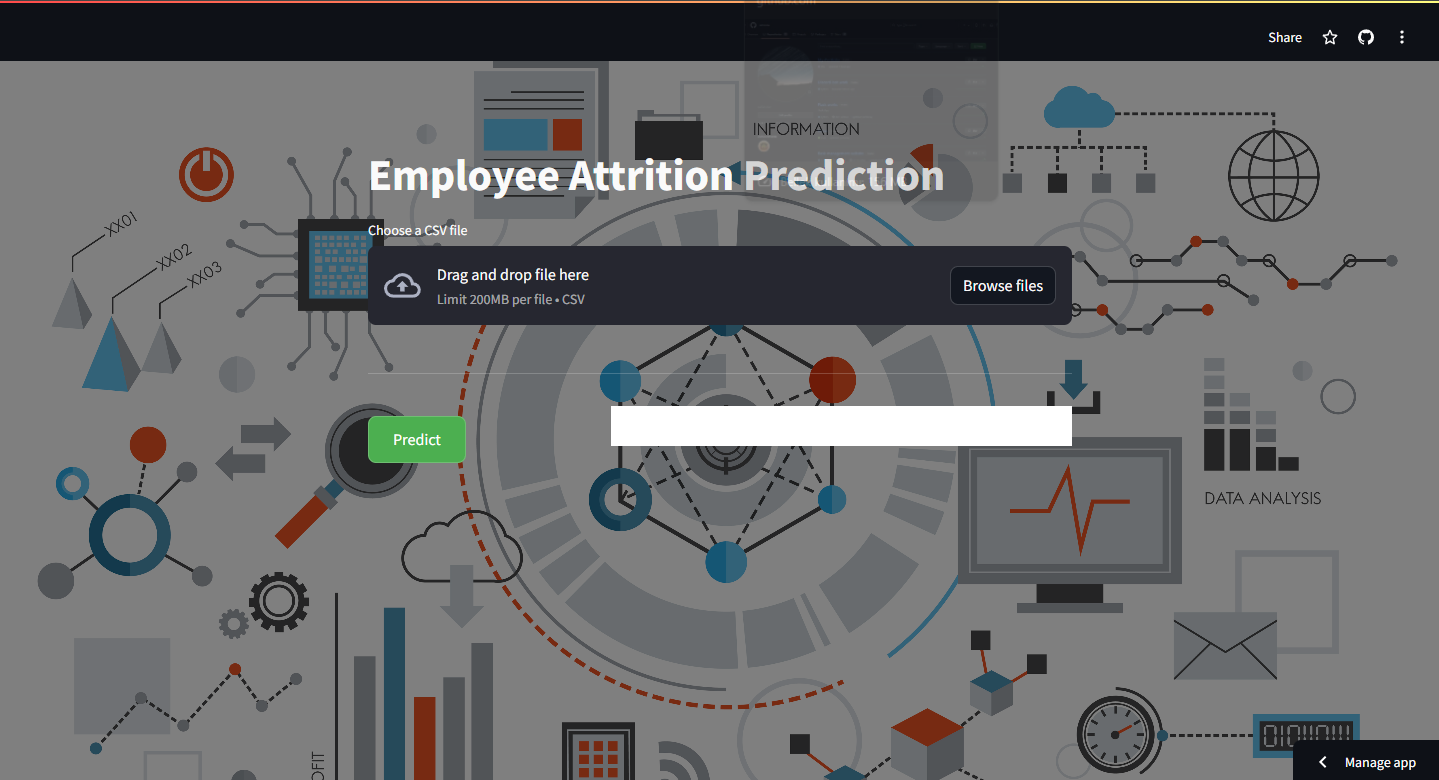 Share
INFORMATION
Employee Attrition Prediction
XX01
XX02
XX03
Choose a CSV file
Drag and drop file here
Limit 200MB per file • CSV
Browse files
Predict
DATA ANALYSIS
Manage app